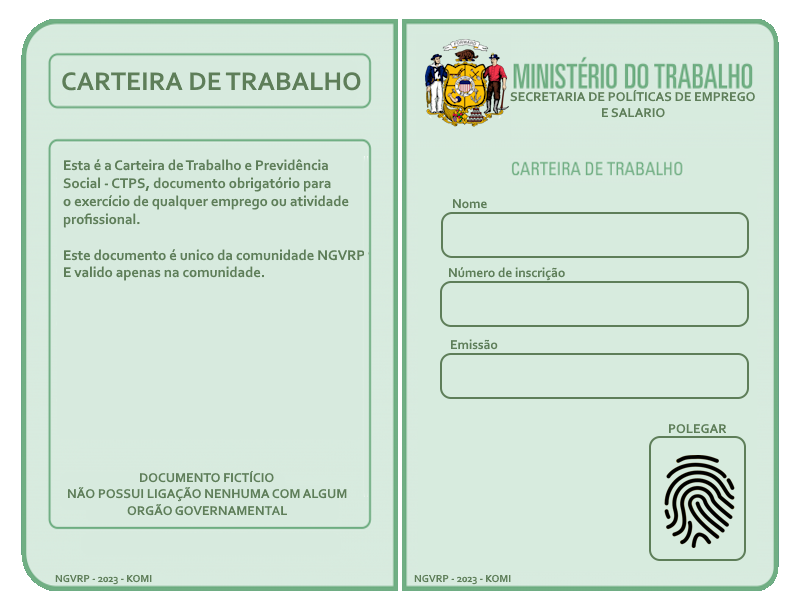 CARTEIRA DE TRABALHO
Esta é a Carteira de Trabalho e Previdência
Social - CTPS, documento obrigatório para
o exercício de qualquer emprego ou atividade
profissional.
Este documento é unico da comunidade NGVRP
E valido apenas na comunidade.
DOCUMENTO FICTÍCIO
NÃO POSSUI LIGAÇÃO NENHUMA COM ALGUM
ORGÃO GOVERNAMENTAL
NGVRP - 2023 - KOMI
MINISTÉRIO DO TRABALHO
SECRETARIA DE POLÍTICAS DE EMPREGO
E SALARIO
CARTEIRA DE TRABALHO
Nome
Número de inscrição
Emissão
POLEGAR
NGVRP - 2023 - KOMI